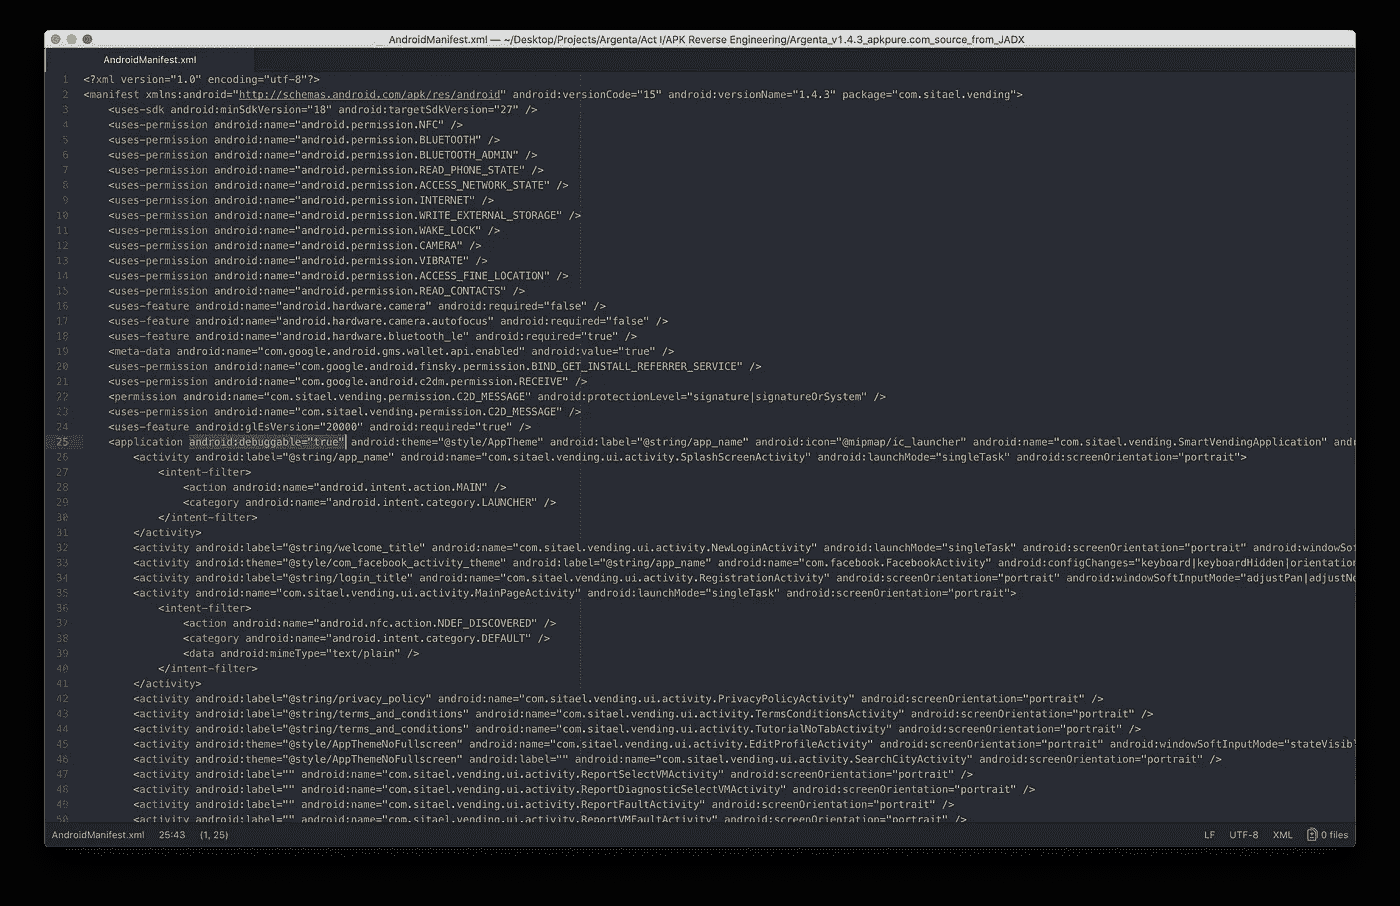 AndroidManifest.xml — ~/Desktop/Projects/Argenta/Act I/APK Reverse Engineering/Argenta_v1.4.3_apkpure.com_source_from_JADX
AndroidManifest.xml
1 <?xml version="1.0" encoding="utf-8"?>
2 <manifest xmlns:android="http://schemas.android.com/apk/res/android" android:versionCode="15" android:versionName="1.4.3" package="com.sitael.vending">
3 <uses-sdk android:minSdkVersion="18" android:targetSdkVersion="27" />
4 <uses-permission android:name="android.permission.NFC" />
5 <uses-permission android:name="android.permission.BLUETOOTH" />
6 <uses-permission android:name="android.permission.BLUETOOTH_ADMIN" />
7 <uses-permission android:name="android.permission.READ_PHONE_STATE" />
8 <uses-permission android:name="android.permission.ACCESS_NETWORK_STATE" />
9 <uses-permission android:name="android.permission.INTERNET" />
10 <uses-permission android:name="android.permission.WRITE_EXTERNAL_STORAGE" />
11 <uses-permission android:name="android.permission.WAKE_LOCK" />
12 <uses-permission android:name="android.permission.CAMERA" />
13 <uses-permission android:name="android.permission.VIBRATE" />
14 <uses-permission android:name="android.permission.ACCESS_FINE_LOCATION" />
15 <uses-permission android:name="android.permission.READ_CONTACTS" />
16 <uses-feature android:name="android.hardware.camera" android:required="false" />
17 <uses-feature android:name="android.hardware.camera.autofocus" android:required="false" />
18 <uses-feature android:name="android.hardware.bluetooth_le" android:required="true" />
19 <meta-data android:name="com.google.android.gms.wallet.api.enabled" android:value="true" />
20 <uses-permission android:name="com.google.android.finsky.permission.BIND_GET_INSTALL_REFERRER_SERVICE" />
21 <uses-permission android:name="com.google.android.c2dm.permission.RECEIVE" />
22 <permission android:name="com.sitael.vending.permission.C2D_MESSAGE" android:protectionLevel="signature|signatureOrSystem" />
23 <uses-permission android:name="com.sitael.vending.permission.C2D_MESSAGE" />
24 <uses-feature android:glEsVersion="20000" android:required="true" />
25 <application android:debuggable="true" android:theme="@style/AppTheme" android:label="@string/app_name" android:icon="@mipmap/ic_launcher" android:name="com.sitael.vending.SmartVendingApplication" andr
26 <activity android:label="@string/app_name" android:name="com.sitael.vending.ui.activity.SplashScreenActivity" android:launchMode="singleTask" android:screenOrientation="portrait">
27 <intent-filter>
28 <action android:name="android.intent.action.MAIN" />
29 <category android:name="android.intent.category.LAUNCHER" />
30 </intent-filter>
31 </activity>
32 <activity android:label="@string/welcome_title" android:name="com.sitael.vending.ui.activity.NewLoginActivity" android:launchMode="singleTask" android:screenOrientation="portrait" android:windowSof
33 <activity android:theme="@style/com_facebook_activity_theme" android:label="@string/app_name" android:name="com.facebook.FacebookActivity" android:configChanges="keyboard|keyboardHidden|orientation
34 <activity android:label="@string/login_title" android:name="com.sitael.vending.ui.activity.RegistrationActivity" android:screenOrientation="portrait" android:windowSoftInputMode="adjustPan|adjustNo
35 <activity android:name="com.sitael.vending.ui.activity.MainPageActivity" android:launchMode="singleTask" android:screenOrientation="portrait">
36 <intent-filter>
37 <action android:name="android.nfc.action.NDEF_DISCOVERED" />
38 <category android:name="android.intent.category.DEFAULT" />
39 <data android:mimeType="text/plain" />
40 </intent-filter>
41 </activity>
42 <activity android:label="@string/privacy_policy" android:name="com.sitael.vending.ui.activity.PrivacyPolicyActivity" android:screenOrientation="portrait" />
43 <activity android:label="@string/terms_and_conditions" android:name="com.sitael.vending.ui.activity.TermsConditionsActivity" android:screenOrientation="portrait" />
44 <activity android:label="@string/terms_and_conditions" android:name="com.sitael.vending.ui.activity.TutorialNoTabActivity" android:screenOrientation="portrait" />
45 <activity android:theme="@style/AppThemeNoFullscreen" android:name="com.sitael.vending.ui.activity.EditProfileActivity" android:screenOrientation="portrait" android:windowSoftInputMode="stateVisibl
46 <activity android:theme="@style/AppThemeNoFullscreen" android:label="" android:name="com.sitael.vending.ui.activity.SearchCityActivity" android:screenOrientation="portrait" />
47 <activity android:label="" android:name="com.sitael.vending.ui.activity.ReportSelectVMActivity" android:screenOrientation="portrait" />
48 <activity android:label="" android:name="com.sitael.vending.ui.activity.ReportDiagnosticSelectVMActivity" android:screenOrientation="portrait" />
49 <activity android:label="" android:name="com.sitael.vending.ui.activity.ReportFaultActivity" android:screenOrientation="portrait" />
50 <activity android:label="" android:name="com.sitael.vending.ui.activity.ReportVMFaultActivity" android:screenOrientation="portrait" />
AndroidManifest.xml 25:43 (1, 25) LF UTF-8 XML 0 files